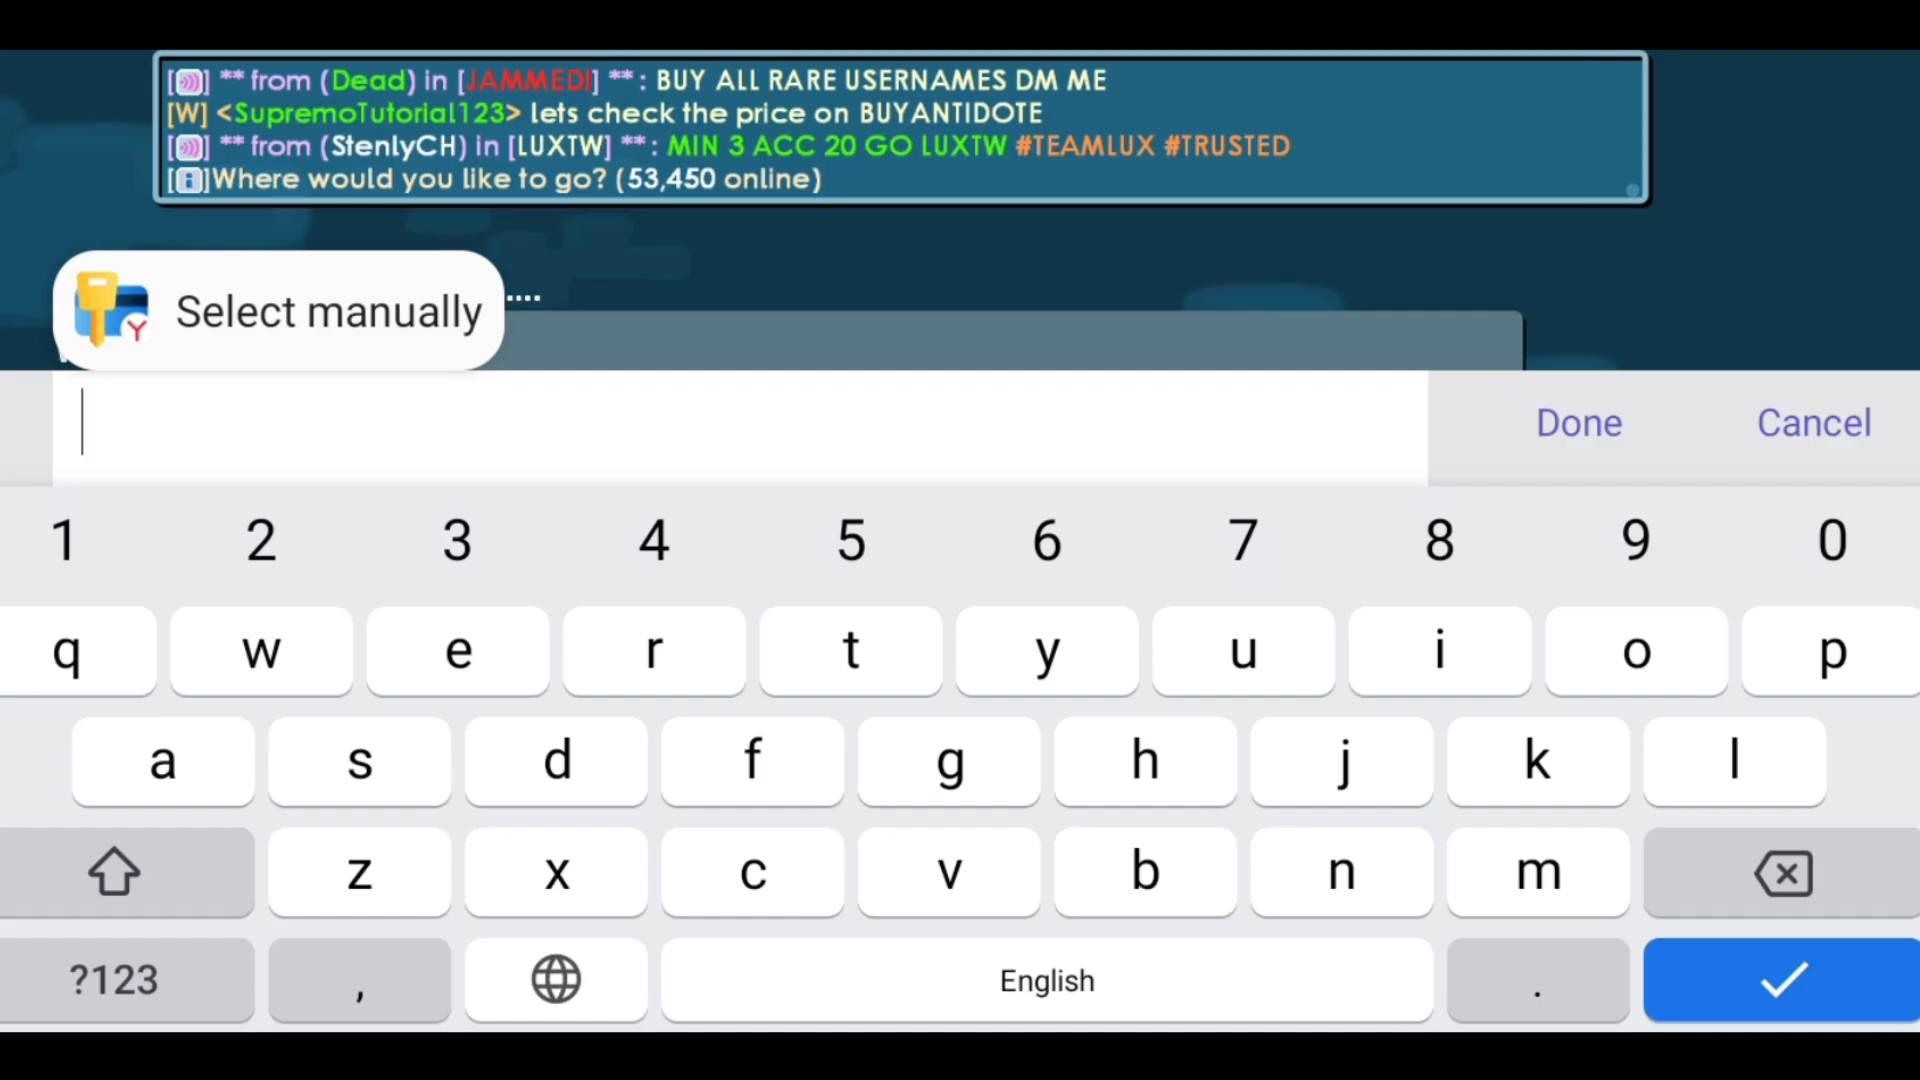 [] ** from (Dead) in [JAMMED!] ** : BUY ALL RARE USERNAMES DM ME
[W] <SupremoTutorial123> lets check the price on BUYANTIDOTE
[] ** from (StenlyCH) in [LUXTW] ** : MIN 3 ACC 20 GO LUXTW #TEAMLUX #TRUSTED
[i]Where would you like to go? (53,450 online)
Select manually
....
Done Cancel
1 2 3 4 5 6 7 8 9 0
q w e r t y u i o p
a s d f g h j k l
z x c v b n m
?123 , English .